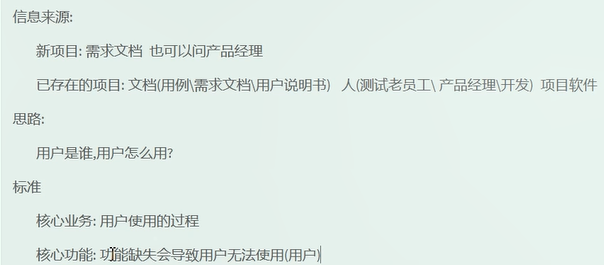 信息来源:
新项目: 需求文档 也可以问产品经理
已存在的项目: 文档(用例\需求文档\用户说明书) 人(测试老员工\ 产品经理\开发) 项目软件
思路:
用户是谁,用户怎么用?
标准
核心业务: 用户使用的过程
核心功能: 功能缺失会导致用户无法使用(用户)